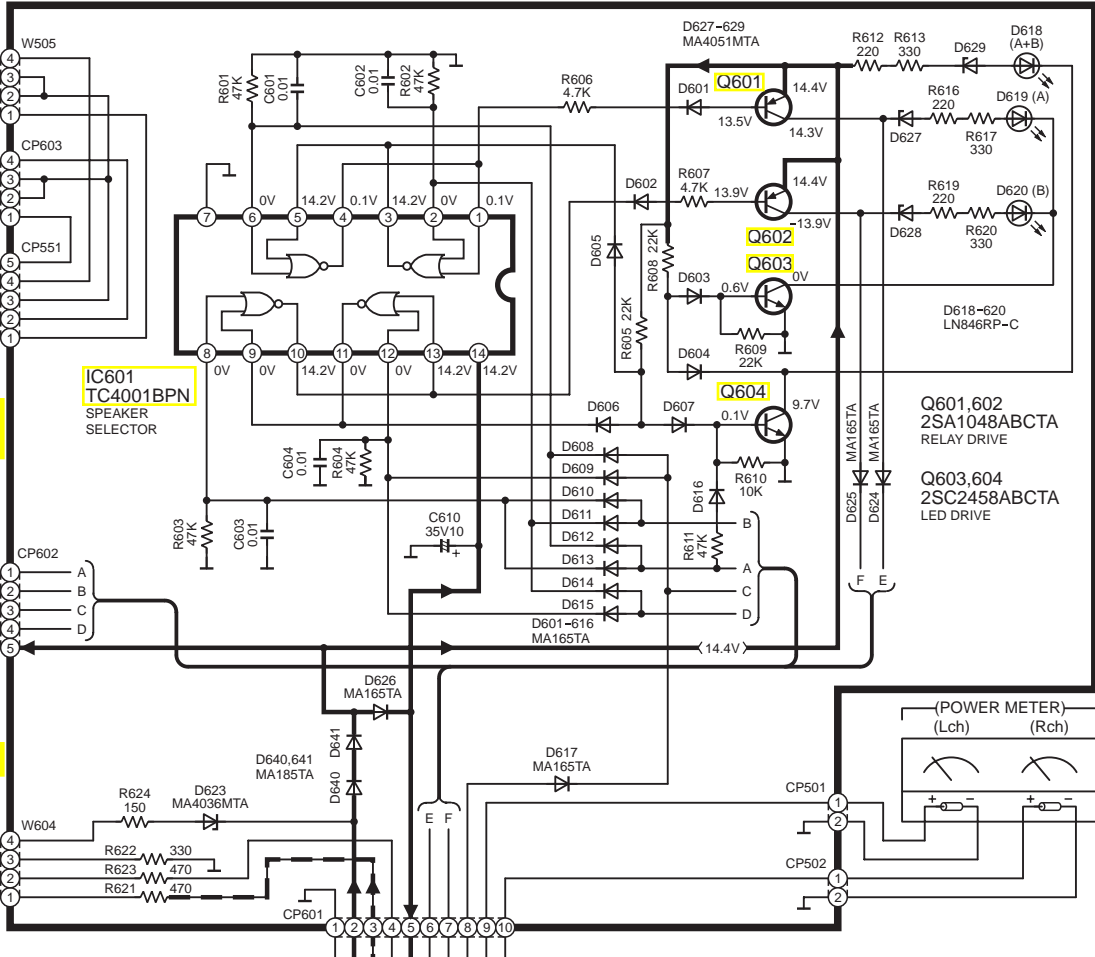 W505
4
3
2
1
CP603
4
3
2
1
CP551
5
4
3
2
1
R601
47K
C601
0.01
C602
0.01
R602
47K
R606
4.7K
D627-629
MA4051MTA
D601
Q601
13.5V
14.4V
14.3V
R612
220
R613
330
D629
D618
(A+B)
R616
220
D619 (A)
D627
R617
330
D602
R607
4.7K
13.9V
14.4V
-13.9V
Q602
R619
220
D620 (B)
D628
R620
330
7
6
5
4
3
2
1
0V
14.2V
0.1V
14.2V
0V
0.1V
D605
R608 22K
R605 22K
D603
Q603
0.6V
0V
R609
22K
D604
D618-620
LN846RP-C
8
9
10
11
12
13
14
0V
0V
14.2V
0V
0V
14.2V
14.2V
IC601
TC4001BPN
SPEAKER
SELECTOR
Q604
0.1V
9.7V
D606
D607
R610
10K
D616
R611
47K
MA165TA
MA165TA
D625
D624
Q601,602
2SA1048ABCTA
RELAY DRIVE
Q603,604
2SC2458ABCTA
LED DRIVE
C604
0.01
R604
47K
D608
D609
D610
D611
D612
D613
D614
D615
D601-616
MA165TA
B
A
C
D
F
E
R603
47K
C603
0.01
C610
35V10
+
CP602
1
A
2
B
3
C
4
D
5
14.4V
D626
MA165TA
D641
D640,641
MA185TA
D640
D617
MA165TA
(POWER METER)
(Lch)
(Rch)
+
-
+
-
CP501
1
2
CP502
1
2
R624
150
D623
MA4036MTA
W604
4
3
2
1
R622
330
R623
470
R621
470
E
F
CP601
1
2
3
4
5
6
7
8
9
10